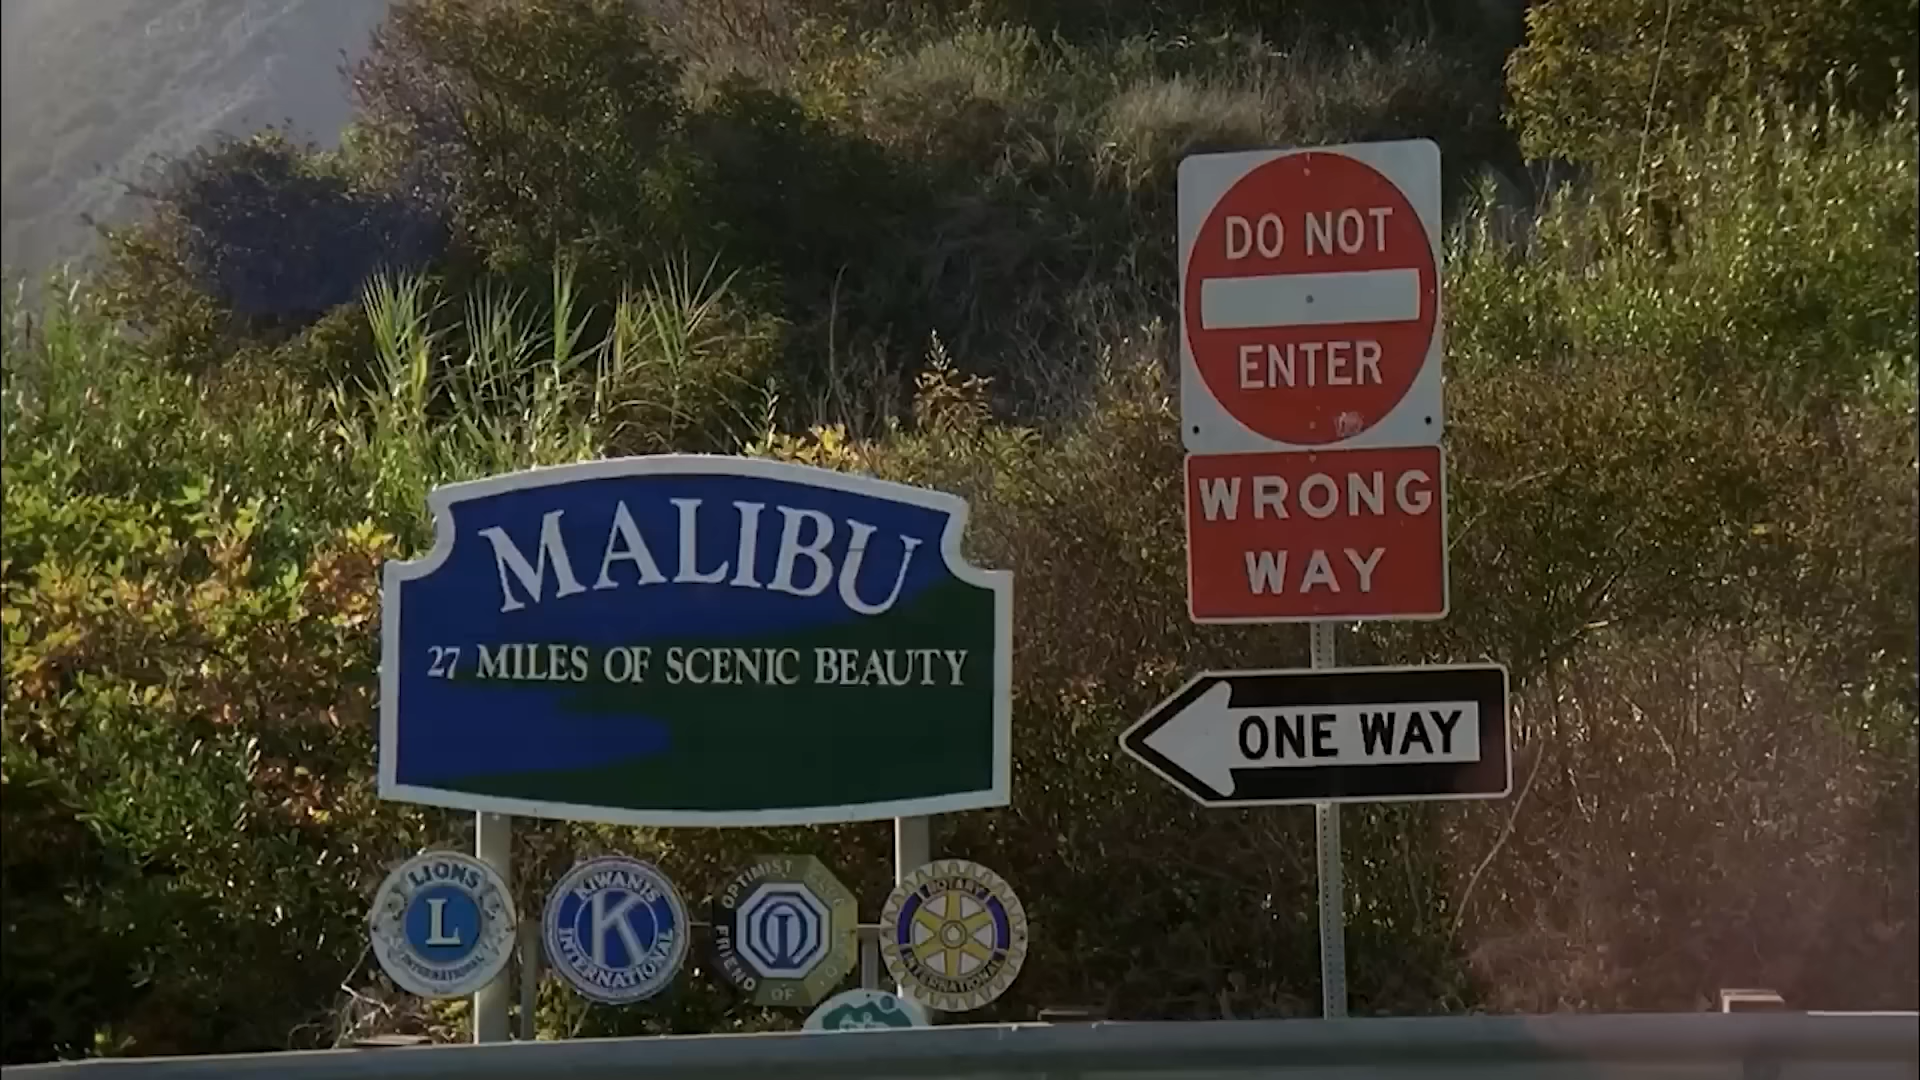 MALIBU
27 MILES OF SCENIC BEAUTY
DO NOT
ENTER
WRONG
WAY
ONE WAY
LIONS
L
INTERNATIONAL
KIWANIS
K
INTERNATIONAL
OPTIMIST
FRIEND
OF
ROTARY
INTERNATIONAL